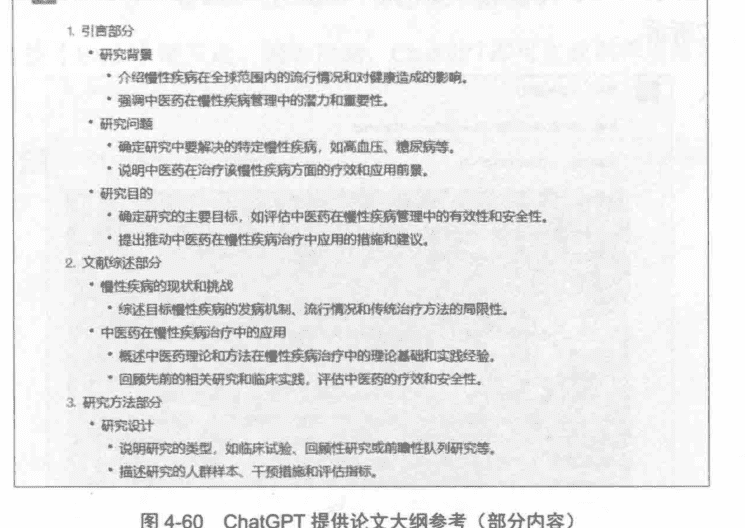 1. 引言部分
• 研究背景
• 介绍慢性疾病在全球范围内的流行情况和对健康造成的影响。
• 强调中医药在慢性疾病管理中的潜力和重要性。
• 研究问题
• 确定研究中要解决的特定慢性疾病，如高血压、糖尿病等。
• 说明中医药在治疗该慢性疾病方面的疗效和应用前景。
• 研究目的
• 确定研究的主要目标，如评估中医药在慢性疾病管理中的有效性和安全性。
• 提出推动中医药在慢性疾病治疗中应用的措施和建议。
2. 文献综述部分
• 慢性疾病的现状和挑战
• 综述目标慢性疾病的发病机制、流行情况和传统治疗方法的局限性。
• 中医药在慢性疾病治疗中的应用
• 概述中医药理论和方法在慢性疾病治疗中的理论基础和实践经验。
• 回顾先前的相关研究和临床实践，评估中医药的疗效和安全性。
3. 研究方法部分
• 研究设计
• 说明研究的类型，如临床试验、回顾性研究或前瞻性队列研究等。
• 描述研究的人群样本、干预措施和评估指标。
图 4-60 ChatGPT 提供论文大纲参考（部分内容）